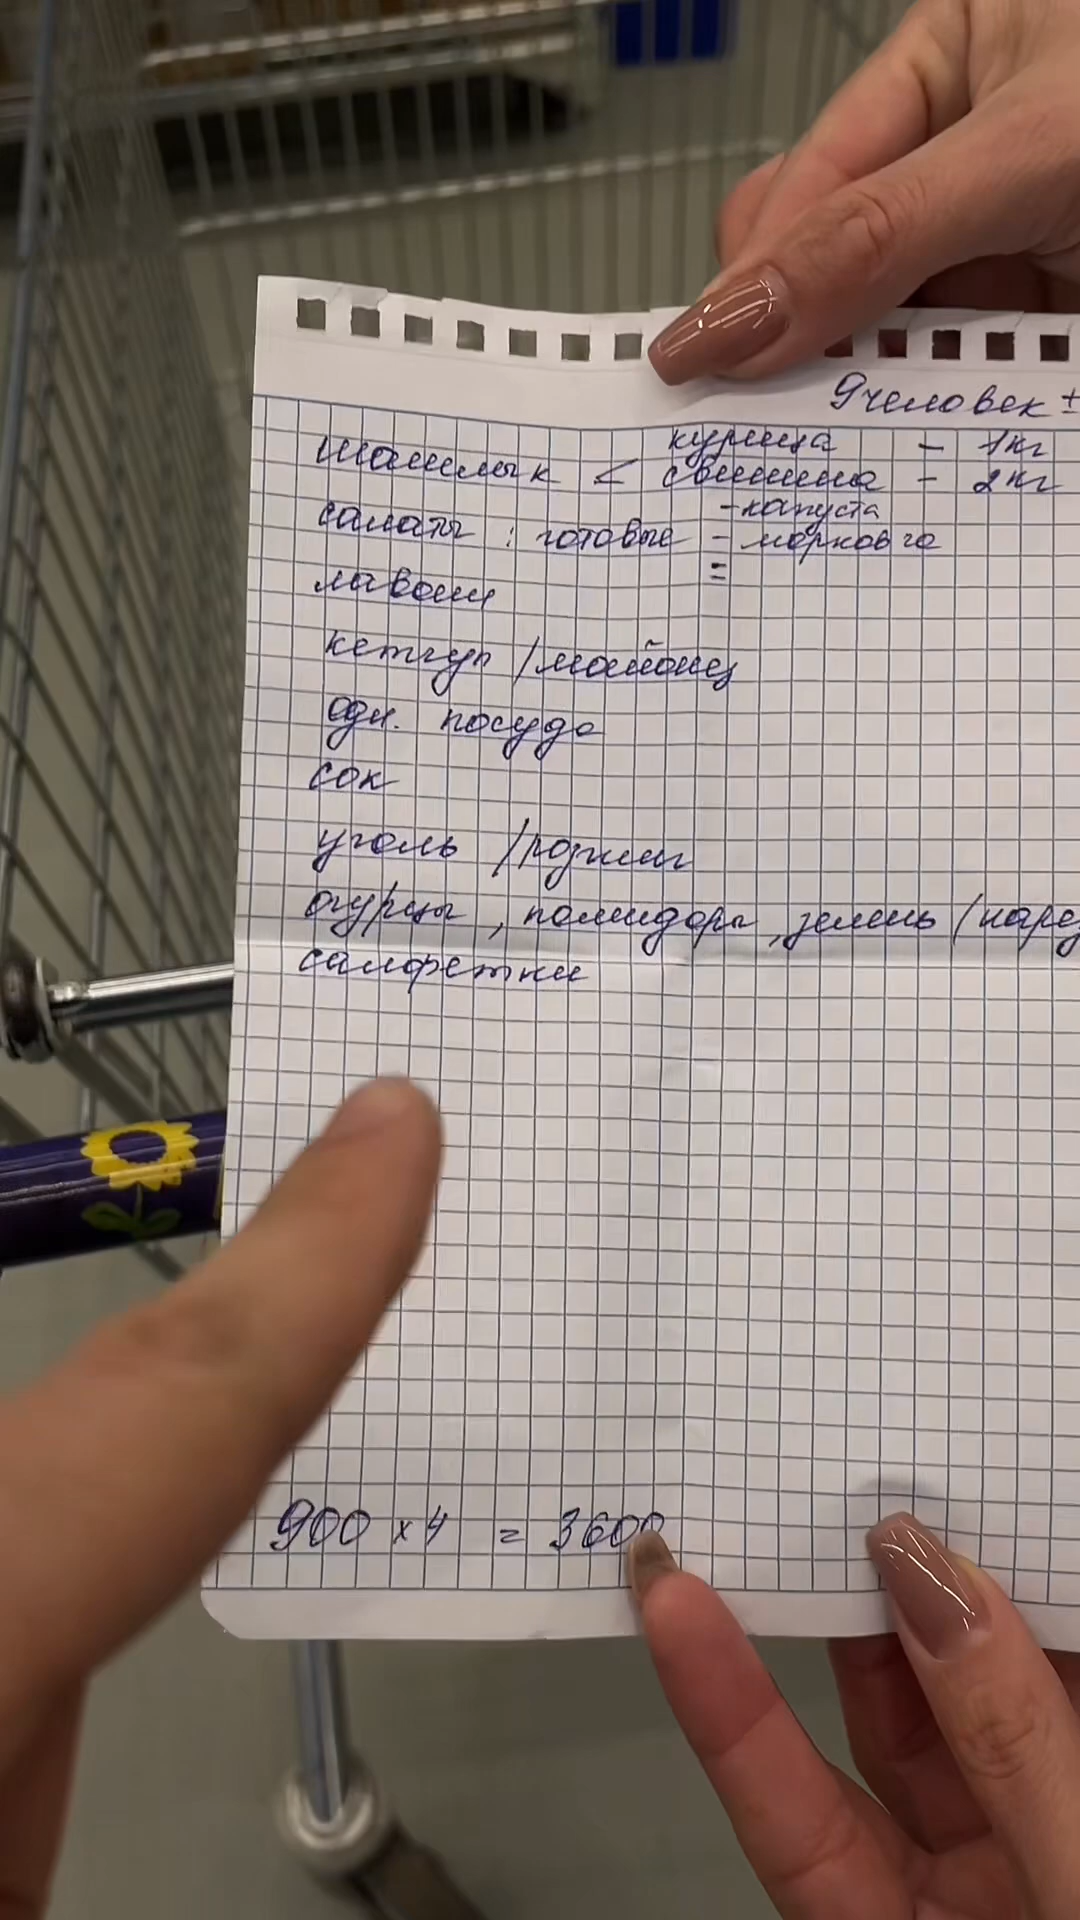 9 человек ±
шашлык < курица - 1кг
свинина - 2кг
салаты : готовые - капуста
- морковча
=
лаваш
кетчуп / майонез
одн. посуда
сок
уголь / розжиг
огурцы, помидоры, зелень (нарез
салфетки
900 х 4 = 3600